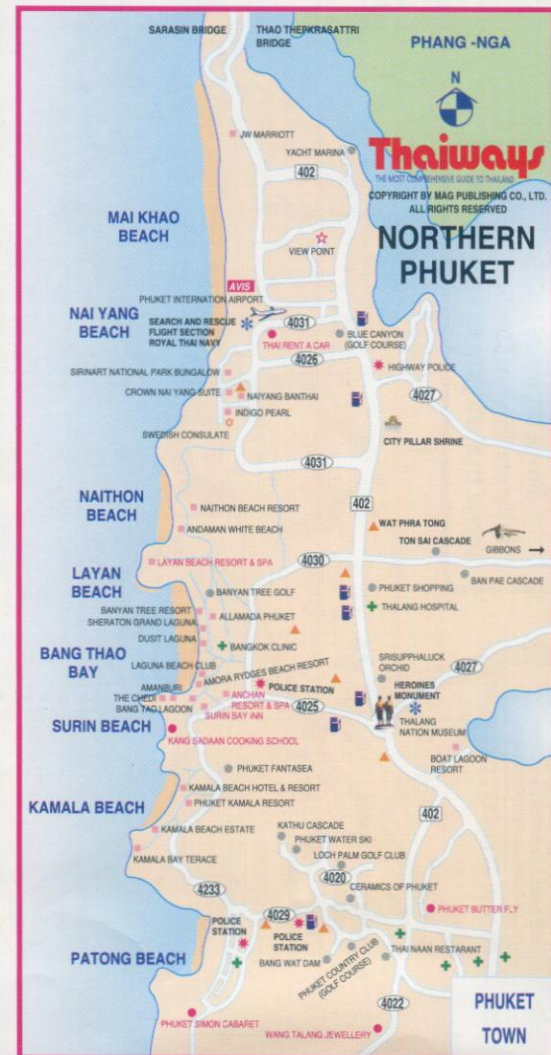 SARASIN BRIDGE
THAO THEPKRASATTRI
BRIDGE
PHANG -NGA
N
JW MARRIOTT
YACHT MARINA
Thaiways
THE MOST COMPREHENSIVE GUIDE TO THAILAND
402
COPYRIGHT BY MAG PUBLISHING CO., LTD.
ALL RIGHTS RESERVED
NORTHERN
PHUKET
MAI KHAO
BEACH
VIEW POINT
AVIS
PHUKET INTERNATION AIRPORT
NAI YANG
BEACH
SEARCH AND RESCUE
FLIGHT SECTION
ROYAL THAI NAVY
4031
THAI RENT A CAR
BLUE CANYON
(GOLF COURSE)
4026
SIRINART NATIONAL PARK BUNGALOW
HIGHWAY POLICE
CROWN NAI YANG SUITE
NAIYANG BANTHAI
4027
INDIGO PEARL
SWEDISH CONSULATE
CITY PILLAR SHRINE
4031
NAITHON
BEACH
NAITHON BEACH RESORT
402
ANDAMAN WHITE BEACH
WAT PHRA TONG
TON SAI CASCADE
GIBBONS
LAYAN BEACH RESORT & SPA
4030
BAN PAE CASCADE
LAYAN
BEACH
BANYAN TREE GOLF
PHUKET SHOPPING
BANYAN TREE RESORT
SHERATON GRAND LAGUNA
ALLAMADA PHUKET
THALANG HOSPITAL
DUSIT LAGUNA
BANGKOK CLINIC
BANG THAO
BAY
LAGUNA BEACH CLUB
AMORA RYDGES BEACH RESORT
SRISUPPHALUCK
ORCHID
4027
POLICE STATION
AMANBURI
THE CHEDI
BANG TAO LAGOON
ANCHAN
RESORT & SPA
SURIN BAY INN
4025
HEROINES
MONUMENT
THALANG
NATION MUSEUM
SURIN BEACH
KANG SADAAN COOKING SCHOOL
BOAT LAGOON
RESORT
PHUKET FANTASEA
KAMALA BEACH
KAMALA BEACH HOTEL & RESORT
PHUKET KAMALA RESORT
402
KAMALA BEACH ESTATE
KATHU CASCADE
PHUKET WATER SKI
LOCH PALM GOLF CLUB
KAMALA BAY TERACE
4020
CERAMICS OF PHUKET
4233
PHUKET BUTTER FLY
POLICE
STATION
4029
POLICE
STATION
PATONG BEACH
BANG WAT DAM
PHUKET COUNTRY CLUB
(GOLF COURSE)
THAI NAAN RESTARANT
PHUKET SIMON CABARET
WANG TALANG JEWELLERY
4022
PHUKET
TOWN